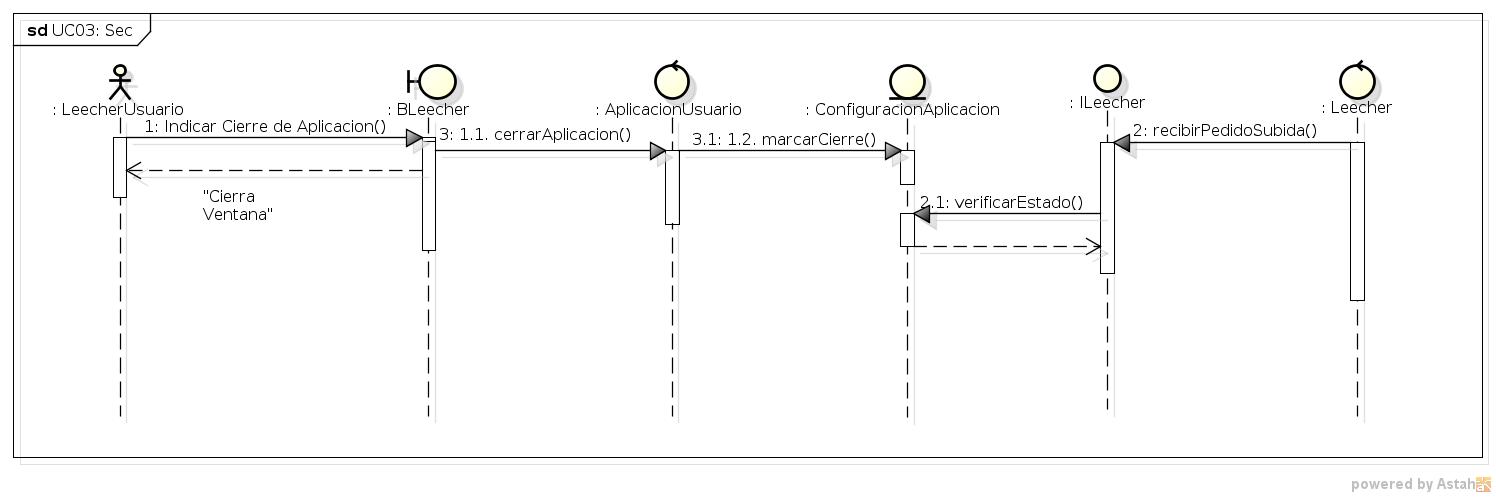 sd UC03: Sec
: LeecherUsuario
: BLeecher
: AplicacionUsuario
: ConfiguracionAplicacion
: ILeecher
: Leecher
1: Indicar Cierre de Aplicacion()
3: 1.1. cerrarAplicacion()
3.1: 1.2. marcarCierre()
2: recibirPedidoSubida()
"Cierra
Ventana"
2.1: verificarEstado()
powered by Astah